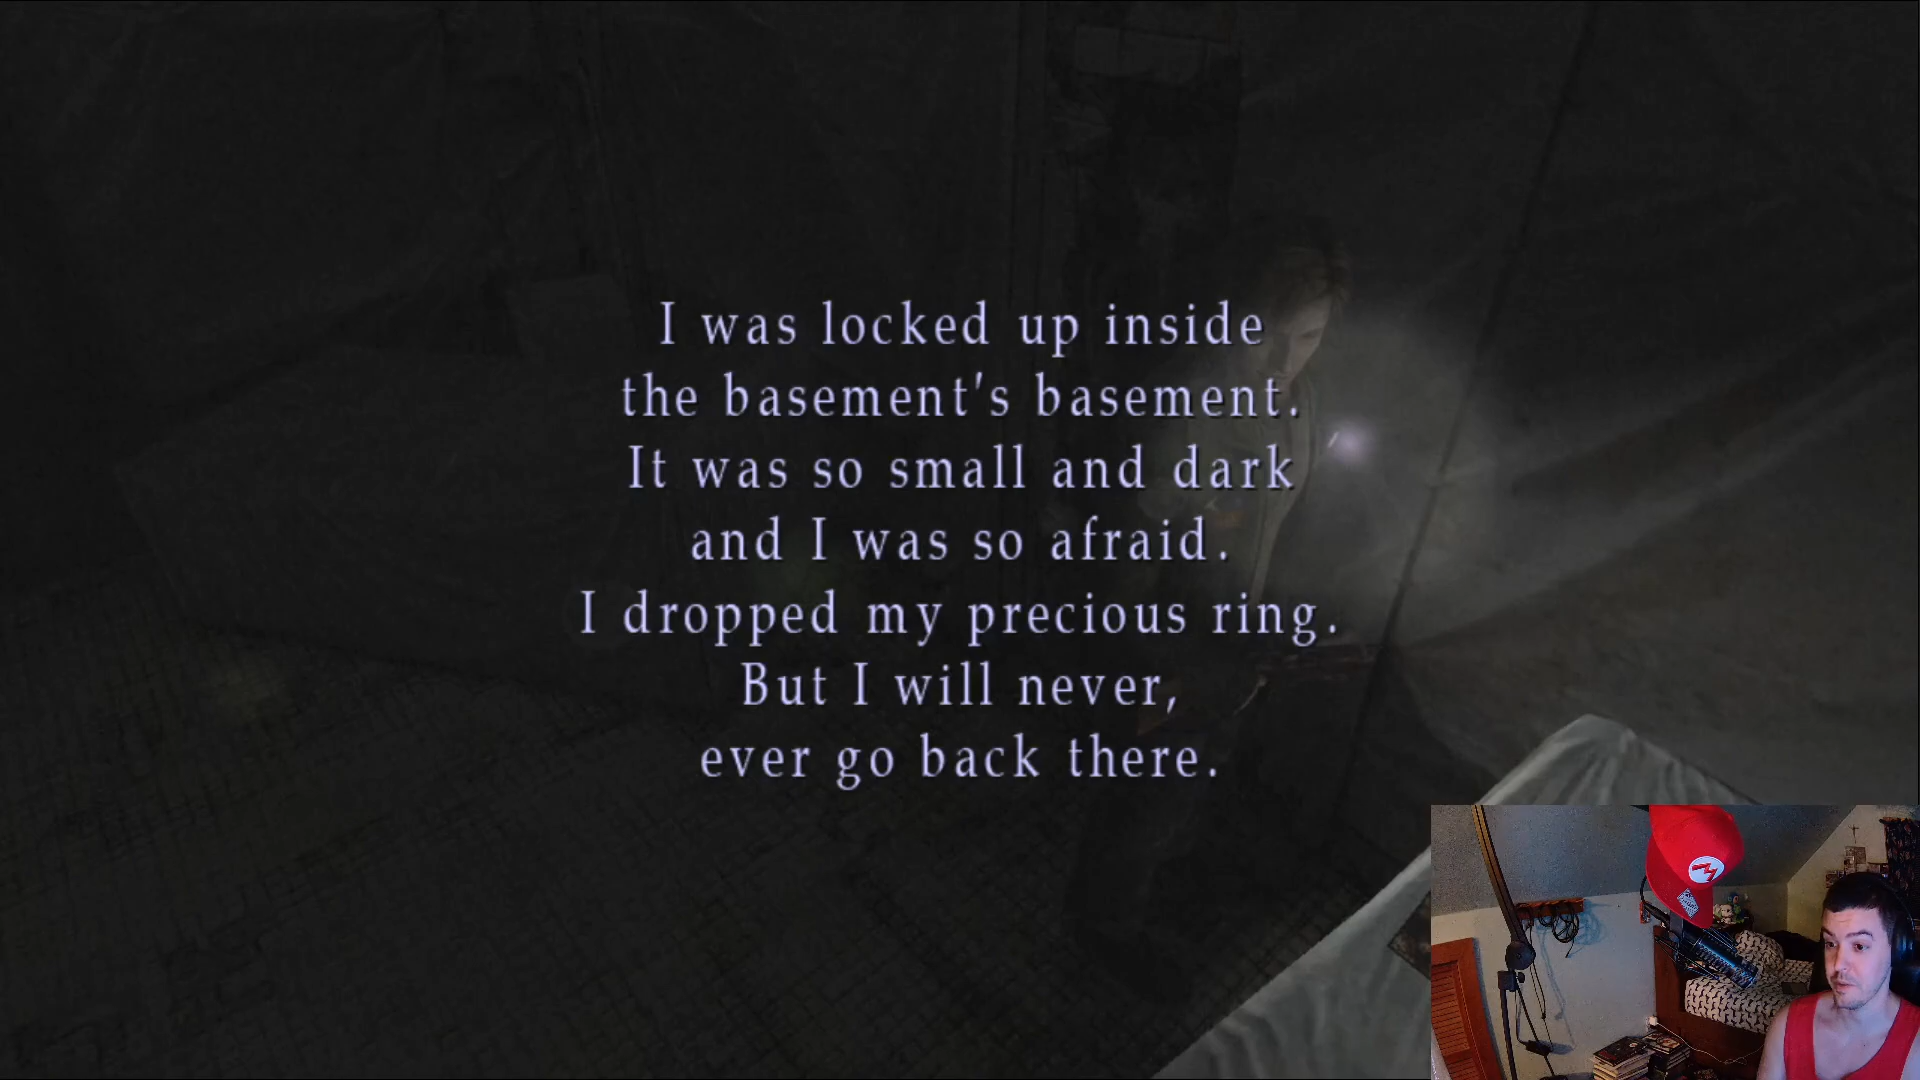 I was locked up inside
the basement's basement.
It was so small and dark
and I was so afraid.
I dropped my precious ring.
But I will never,
ever go back there.